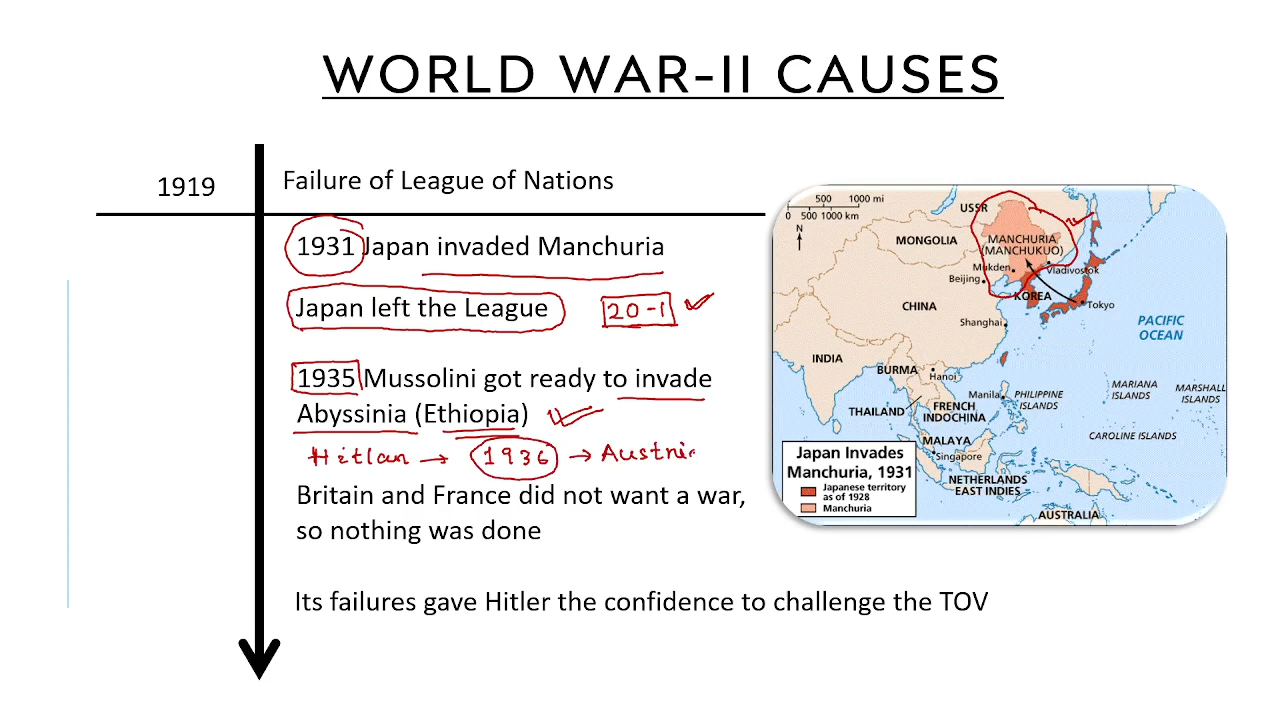 WORLD WAR-II CAUSES
1919
Failure of League of Nations
1931 Japan invaded Manchuria
Japan left the League 20-1
1935 Mussolini got ready to invade
Abyssinia (Ethiopia)
Hitlar → 1936 → Austri
Britain and France did not want a war,
so nothing was done
Its failures gave Hitler the confidence to challenge the TOV
0 500 1000 mi
0 500 1000 km
N
USSR
MONGOLIA
MANCHURIA
(MANCHUKUO)
Mukden
Vladivostok
Beijing
KOREA
Tokyo
CHINA
Shanghai
PACIFIC
OCEAN
INDIA
BURMA
Hanoi
Manila
PHILIPPINE
ISLANDS
MARIANA
ISLANDS
MARSHALL
ISLANDS
THAILAND
FRENCH
INDOCHINA
CAROLINE ISLANDS
MALAYA
Singapore
NETHERLANDS
EAST INDIES
AUSTRALIA
Japan Invades
Manchuria, 1931
Japanese territory
as of 1928
Manchuria